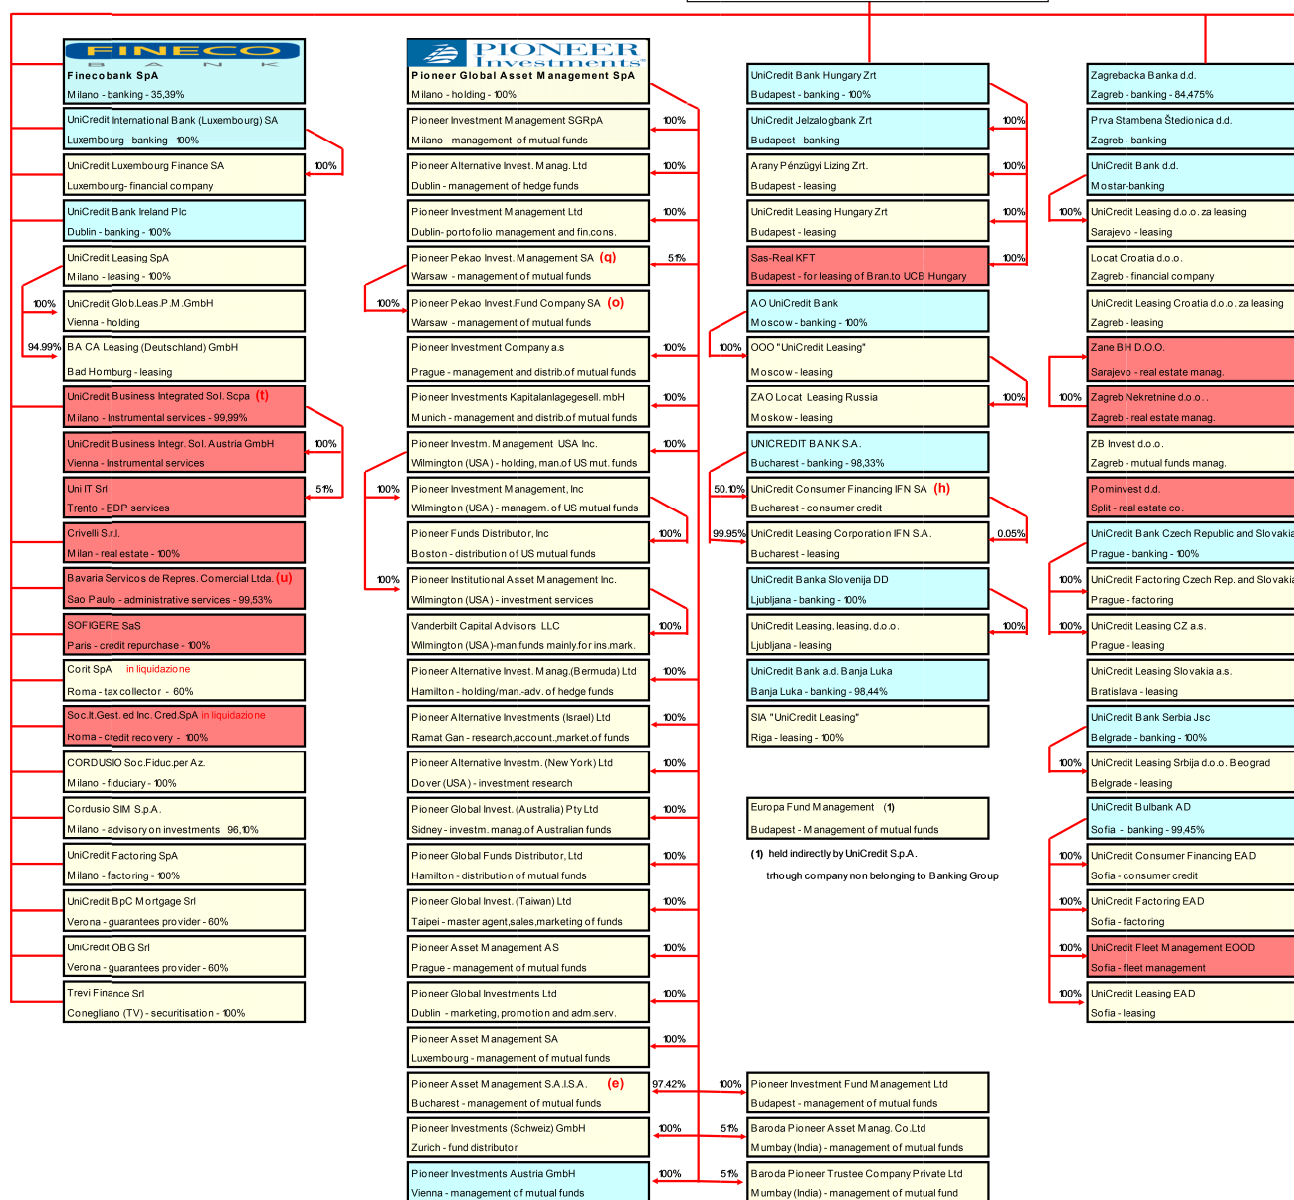 FINECO
BANK
Finecobank SpA
Milano - banking - 35,39%
UniCredit International Bank (Luxembourg) SA
Luxembourg - banking - 100%
100%
UniCredit Luxembourg Finance SA
Luxembourg- financial company
UniCredit Bank Ireland Plc
Dublin - banking - 100%
UniCredit Leasing SpA
Milano - leasing - 100%
100%
UniCredit Glob.Leas.P.M.GmbH
Vienna - holding
94.99%
BA CA Leasing (Deutschland) GmbH
Bad Homburg - leasing
UniCredit Business Integrated Sol. Scpa (t)
Milano - Instrumental services - 99,99%
UniCredit Business Integr. Sol. Austria GmbH
Vienna - Instrumental services
100%
Uni IT Srl
Trento - EDP services
51%
Crivelli S.r.l.
Milan - real estate - 100%
Bavaria Servicos de Repres. Comercial Ltda. (u)
Sao Paulo - administrative services - 99,53%
SOFIGERE SaS
Paris - credit repurchase - 100%
Corit SpA in liquidazione
Roma - tax collector - 60%
Soc.It.Gest. ed Inc. Cred.SpA in liquidazione
Roma - credit recovery - 100%
CORDUSIO Soc.Fiduc.per Az.
Milano - fiduciary - 100%
Cordusio SIM S.p.A.
Milano - advisory on investments 96,10%
UniCredit Factoring SpA
Milano - factoring - 100%
UniCredit BpC Mortgage Srl
Verona - guarantees provider - 60%
UniCredit OBG Srl
Verona - guarantees provider - 60%
Trevi Finance Srl
Conegliano (TV) - securitisation - 100%
PIONEER
Investments®
Pioneer Global Asset Management SpA
Milano - holding - 100%
Pioneer Investment Management SGRpA
Milano - management of mutual funds
100%
Pioneer Alternative Invest. Manag. Ltd
Dublin - management of hedge funds
100%
Pioneer Investment Management Ltd
Dublin- portofolio management and fin.cons.
100%
Pioneer Pekao Invest. Management SA (q)
Warsaw - management of mutual funds
51%
100%
Pioneer Pekao Invest.Fund Company SA (o)
Warsaw - management of mutual funds
Pioneer Investment Company a.s
Prague - management and distrib.of mutual funds
100%
Pioneer Investments Kapitalanlagegesell. mbH
Munich - management and distrib.of mutual funds
100%
Pioneer Investm. Management USA Inc.
Wilmington (USA) - holding, man.of US mut. funds
100%
100%
Pioneer Investment Management, Inc
Wilmington (USA) - managem. of US mutual funds
Pioneer Funds Distributor, Inc
Boston - distribution of US mutual funds
100%
100%
Pioneer Institutional Asset Management Inc.
Wilmington (USA) - investment services
Vanderbilt Capital Advisors LLC
Wilmington (USA)-man funds mainly for ins.mark.
100%
Pioneer Alternative Invest. Manag.(Bermuda) Ltd
Hamilton - holding/man.-adv. of hedge funds
100%
Pioneer Alternative Investments (Israel) Ltd
Ramat Gan - research,account.,market.of funds
100%
Pioneer Alternative Investm. (New York) Ltd
Dover (USA) - investment research
100%
Pioneer Global Invest. (Australia) Pty Ltd
Sidney - investm. manag.of Australian funds
100%
Pioneer Global Funds Distributor, Ltd
Hamilton - distribution of mutual funds
100%
Pioneer Global Invest. (Taiwan) Ltd
Taipei - master agent,sales,marketing of funds
100%
Pioneer Asset Management AS
Prague - management of mutual funds
100%
Pioneer Global Investments Ltd
Dublin - marketing, promotion and adm.serv.
100%
Pioneer Asset Management SA
Luxembourg - management of mutual funds
100%
Pioneer Asset Management S.A.I.S.A. (e)
Bucharest - management of mutual funds
97.42%
Pioneer Investments (Schweiz) GmbH
Zurich - fund distributor
100%
Pioneer Investments Austria GmbH
Vienna - management of mutual funds
100%
UniCredit Bank Hungary Zrt
Budapest - banking - 100%
UniCredit Jelzalogbank Zrt
Budapest - banking
100%
Arany Pénzügyi Lizing Zrt.
Budapest - leasing
100%
UniCredit Leasing Hungary Zrt
Budapest - leasing
100%
Sas-Real KFT
Budapest - for leasing of Bran.to UCB Hungary
100%
AO UniCredit Bank
Moscow - banking - 100%
100%
OOO "UniCredit Leasing"
Moscow - leasing
ZAO Locat Leasing Russia
Moskow - leasing
100%
UNICREDIT BANK S.A.
Bucharest - banking - 98,33%
50.10%
UniCredit Consumer Financing IFN SA (h)
Bucharest - consumer credit
99.95%
UniCredit Leasing Corporation IFN S.A.
Bucharest - leasing
0.05%
UniCredit Banka Slovenija DD
Ljubljana - banking - 100%
UniCredit Leasing, leasing, d.o.o.
Ljubljana - leasing
100%
UniCredit Bank a.d. Banja Luka
Banja Luka - banking - 98,44%
SIA "UniCredit Leasing"
Riga - leasing - 100%
Europa Fund Management (1)
Budapest - Management of mutual funds
(1) held indirectly by UniCredit S.p.A.
trhough company non belonging to Banking Group
100%
Pioneer Investment Fund Management Ltd
Budapest - management of mutual funds
51%
Baroda Pioneer Asset Manag. Co.Ltd
Mumbay (India) - management of mutual funds
51%
Baroda Pioneer Trustee Company Private Ltd
Mumbay (India) - management of mutual fund
Zagrebacka Banka d.d.
Zagreb - banking - 84,475%
Prva Stambena Štedionica d.d.
Zagreb - banking
UniCredit Bank d.d.
Mostar-banking
100%
UniCredit Leasing d.o.o. za leasing
Sarajevo - leasing
Locat Croatia d.o.o.
Zagreb - financial company
UniCredit Leasing Croatia d.o.o. za leasing
Zagreb - leasing
Zane BH D.O.O.
Sarajevo - real estate manag.
100%
Zagreb Nekretnine d.o.o. .
Zagreb - real estate manag.
ZB Invest d.o.o.
Zagreb - mutual funds manag.
Pominvest d.d.
Split - real estate co.
UniCredit Bank Czech Republic and Slovakia
Prague - banking - 100%
100%
UniCredit Factoring Czech Rep. and Slovakia
Prague - factoring
100%
UniCredit Leasing CZ a.s.
Prague - leasing
UniCredit Leasing Slovakia a.s.
Bratislava - leasing
UniCredit Bank Serbia Jsc
Belgrade - banking - 100%
100%
UniCredit Leasing Srbija d.o.o. Beograd
Belgrade - leasing
UniCredit Bulbank AD
Sofia - banking - 99,45%
100%
UniCredit Consumer Financing EAD
Sofia - consumer credit
100%
UniCredit Factoring EAD
Sofia - factoring
100%
UniCredit Fleet Management EOOD
Sofia - fleet management
100%
UniCredit Leasing EAD
Sofia - leasing